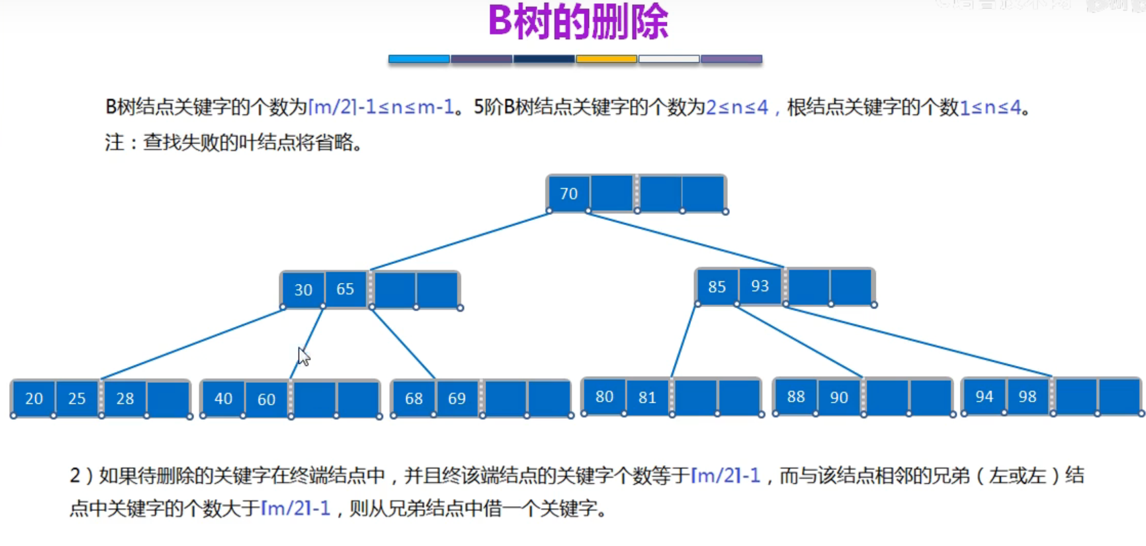 B树的删除
B树结点关键字的个数为⌈m/2⌉-1≤n≤m-1。5阶B树结点关键字的个数为2≤n≤4，根结点关键字的个数1≤n≤4。
注：查找失败的叶结点将省略。
70
30 65
85 93
20 25 28
40 60
68 69
80 81
88 90
94 98
2）如果待删除的关键字在终端结点中，并且终该端结点的关键字个数等于⌈m/2⌉-1，而与该结点相邻的兄弟（左或左）结
点中关键字的个数大于⌈m/2⌉-1，则从兄弟结点中借一个关键字。